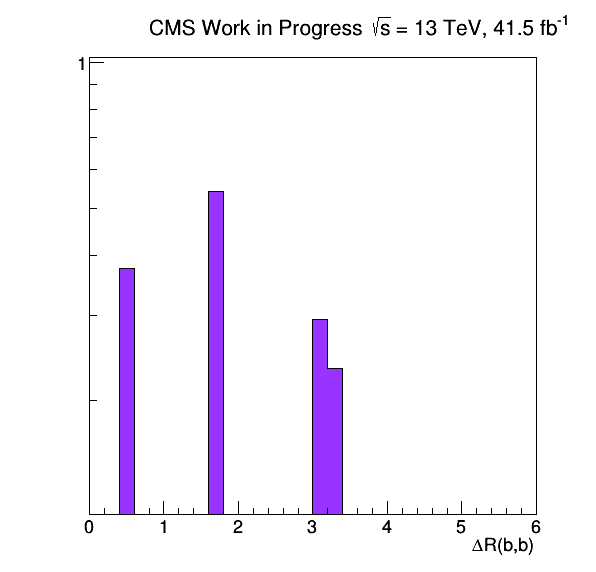 CMS Work in Progress √s = 13 TeV, 41.5 fb⁻¹
1
0 1 2 3 4 5 6
ΔR(b,b)